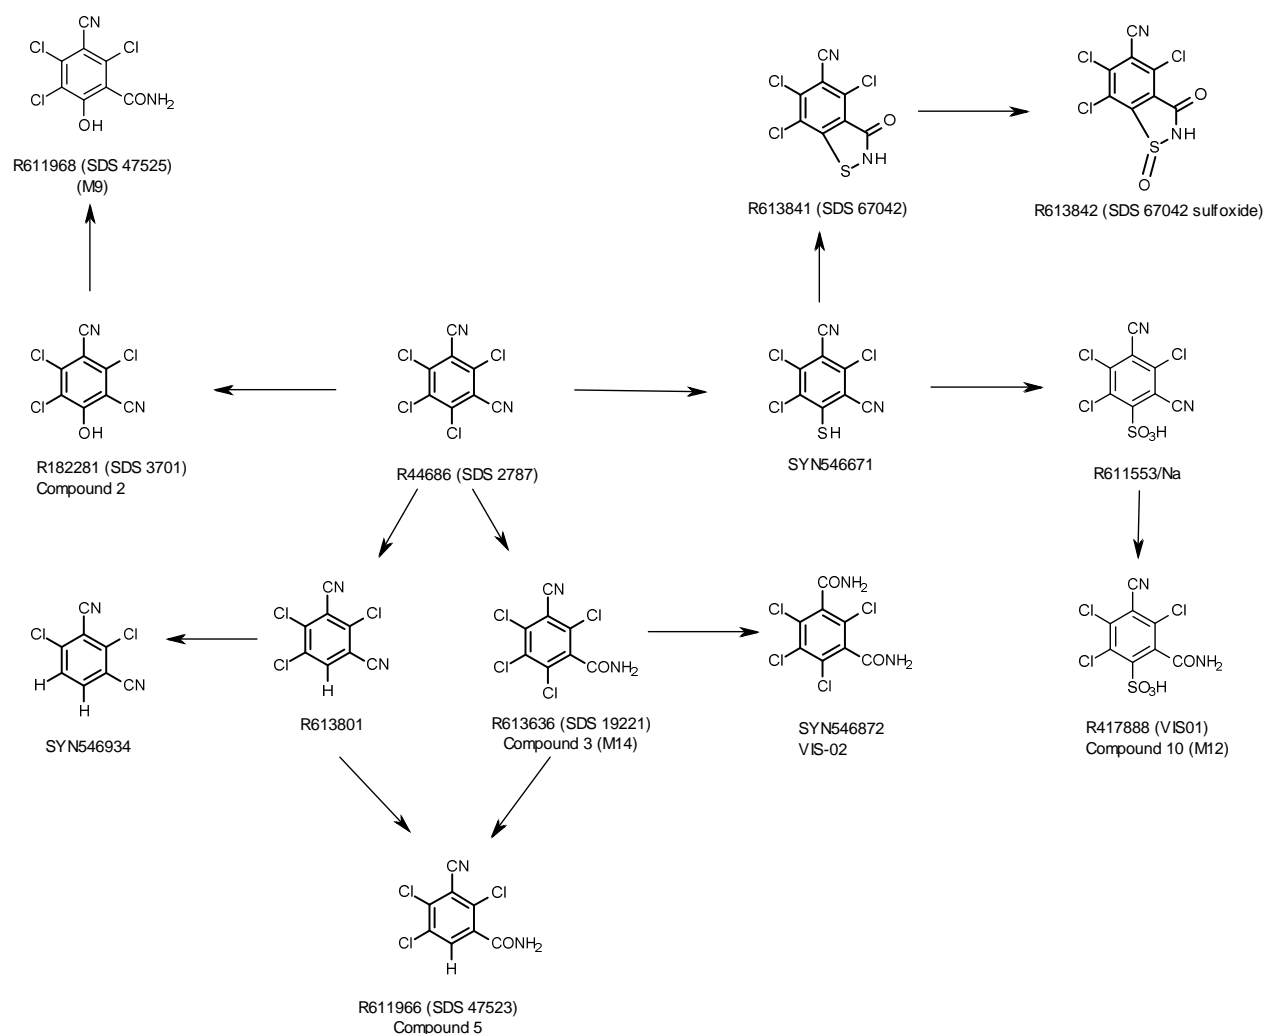 CN
Cl
Cl
Cl
CONH2
OH
R611968 (SDS 47525)
(M9)
CN
Cl
Cl
Cl
O
NH
S
R613841 (SDS 67042)
CN
Cl
Cl
Cl
O
NH
S
O
R613842 (SDS 67042 sulfoxide)
CN
Cl
Cl
Cl
CN
OH
R182281 (SDS 3701)
Compound 2
CN
Cl
Cl
Cl
CN
Cl
R44686 (SDS 2787)
CN
Cl
Cl
Cl
CN
SH
SYN546671
CN
Cl
Cl
Cl
CN
SO3H
R611553/Na
CN
Cl
Cl
H
CN
H
SYN546934
CN
Cl
Cl
Cl
CN
H
R613801
CN
Cl
Cl
Cl
CONH2
Cl
R613636 (SDS 19221)
Compound 3 (M14)
CONH2
Cl
Cl
Cl
CONH2
Cl
SYN546872
VIS-02
CN
Cl
Cl
Cl
CONH2
SO3H
R417888 (VIS01)
Compound 10 (M12)
CN
Cl
Cl
Cl
CONH2
H
R611966 (SDS 47523)
Compound 5